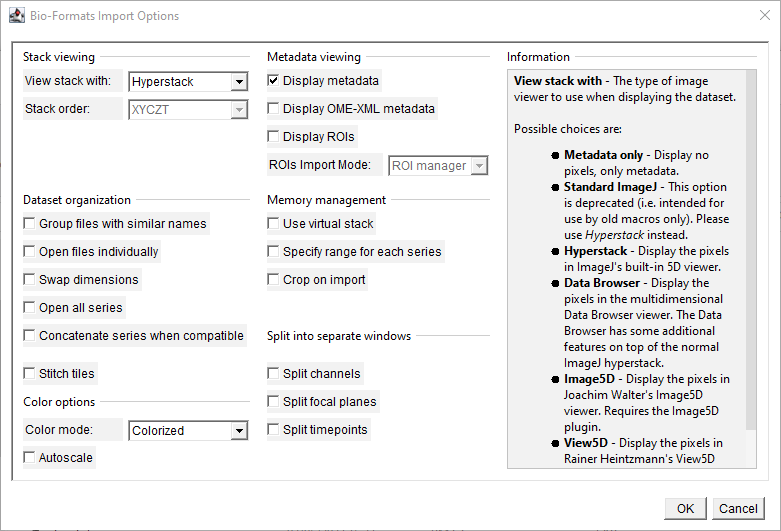 Bio-Formats Import Options
Stack viewing
View stack with: Hyperstack
Stack order: XYCZT
Metadata viewing
Display metadata
Display OME-XML metadata
Display ROIs
ROIs Import Mode: ROI manager
Dataset organization
Group files with similar names
Open files individually
Swap dimensions
Open all series
Concatenate series when compatible
Stitch tiles
Memory management
Use virtual stack
Specify range for each series
Crop on import
Color options
Color mode: Colorized
Autoscale
Split into separate windows
Split channels
Split focal planes
Split timepoints
Information
View stack with - The type of image
viewer to use when displaying the dataset.
Possible choices are:
Metadata only - Display no
pixels, only metadata.
Standard ImageJ - This option
is deprecated (i.e. intended for
use by old macros only). Please
use Hyperstack instead.
Hyperstack - Display the pixels
in ImageJ's built-in 5D viewer.
Data Browser - Display the
pixels in the multidimensional
Data Browser viewer. The Data
Browser has some additional
features on top of the normal
ImageJ hyperstack.
Image5D - Display the pixels in
Joachim Walter's Image5D
viewer. Requires the Image5D
plugin.
View5D - Display the pixels in
Rainer Heintzmann's View5D
OK
Cancel